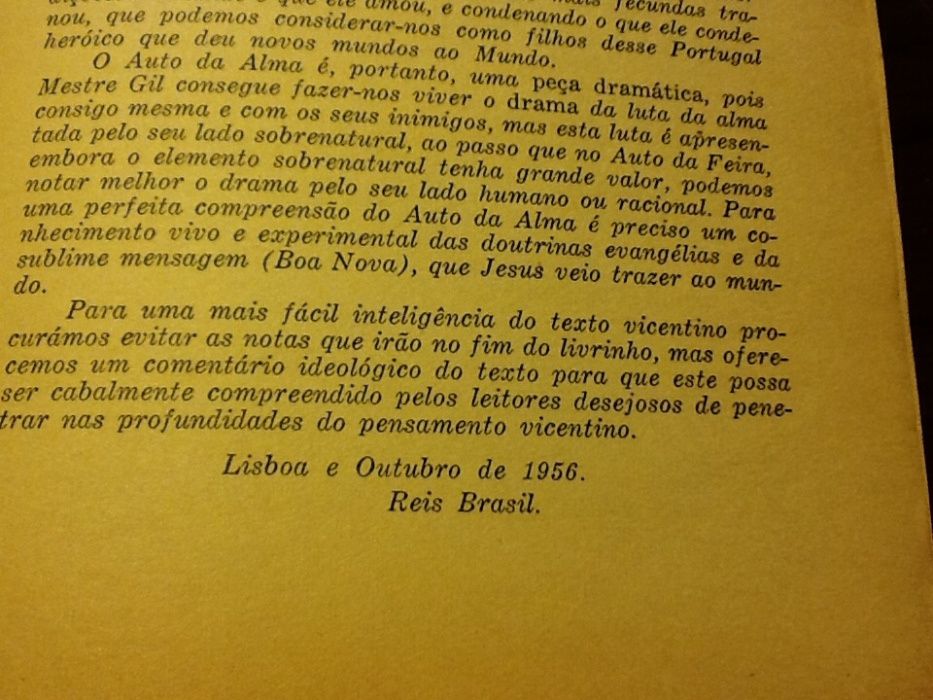 o que ele amou, e condenando o que ele conde-
nou, que podemos considerar-nos como filhos desse Portugal
heróico que deu novos mundos ao Mundo.
O Auto da Alma é, portanto, uma peça dramática, pois
Mestre Gil consegue fazer-nos viver o drama da luta da alma
consigo mesma e com os seus inimigos, mas esta luta é apresen-
tada pelo seu lado sobrenatural, ao passo que no Auto da Feira,
embora o elemento sobrenatural tenha grande valor, podemos
notar melhor o drama pelo seu lado humano ou racional. Para
uma perfeita compreensão do Auto da Alma é preciso um co-
nhecimento vivo e experimental das doutrinas evangélias e da
sublime mensagem (Boa Nova), que Jesus veio trazer ao mun-
do.
Para uma mais fácil inteligência do texto vicentino pro-
curámos evitar as notas que irão no fim do livrinho, mas ofere-
cemos um comentário ideológico do texto para que este possa
ser cabalmente compreendido pelos leitores desejosos de pene-
trar nas profundidades do pensamento vicentino.
Lisboa e Outubro de 1956.
Reis Brasil.